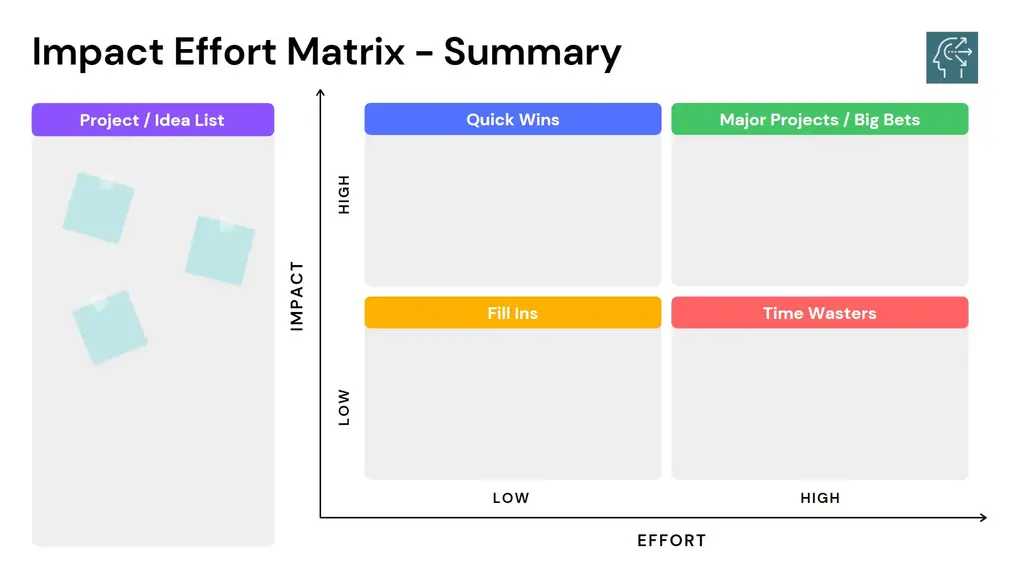 Impact Effort Matrix - Summary
Project / Idea List
Quick Wins
Major Projects / Big Bets
HIGH
IMPACT
Fill Ins
Time Wasters
LOW
LOW
HIGH
EFFORT